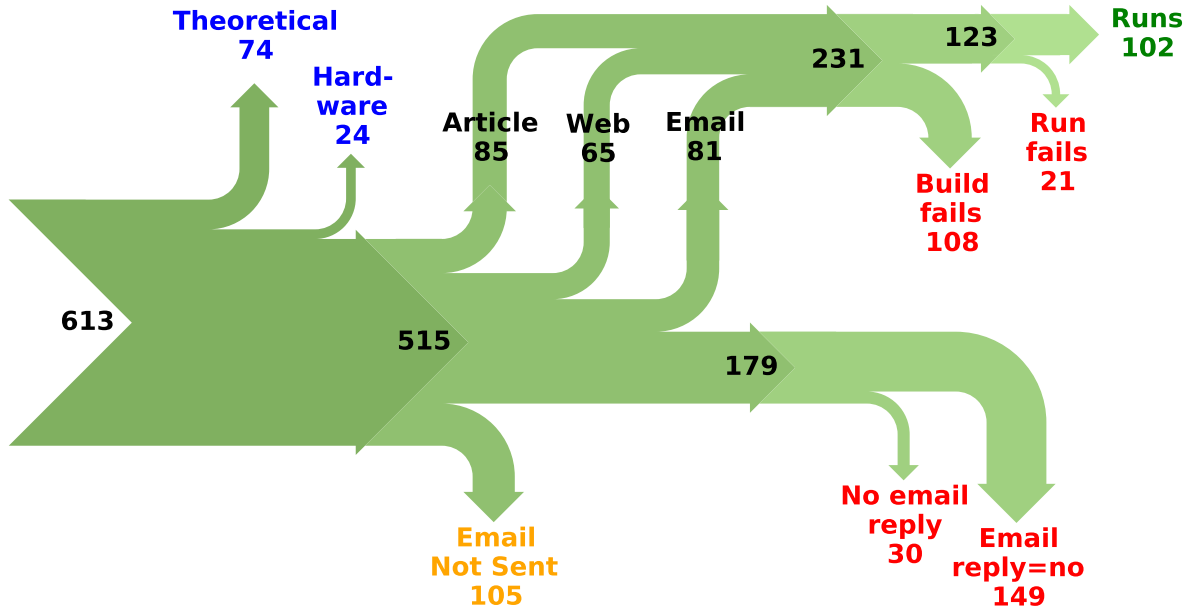 Theoretical
74
Hard-
ware
24
Article
85
Web
65
Email
81
231
123
Runs
102
Run
fails
21
Build
fails
108
613
515
179
Email
Not Sent
105
No email
reply
30
Email
reply=no
149